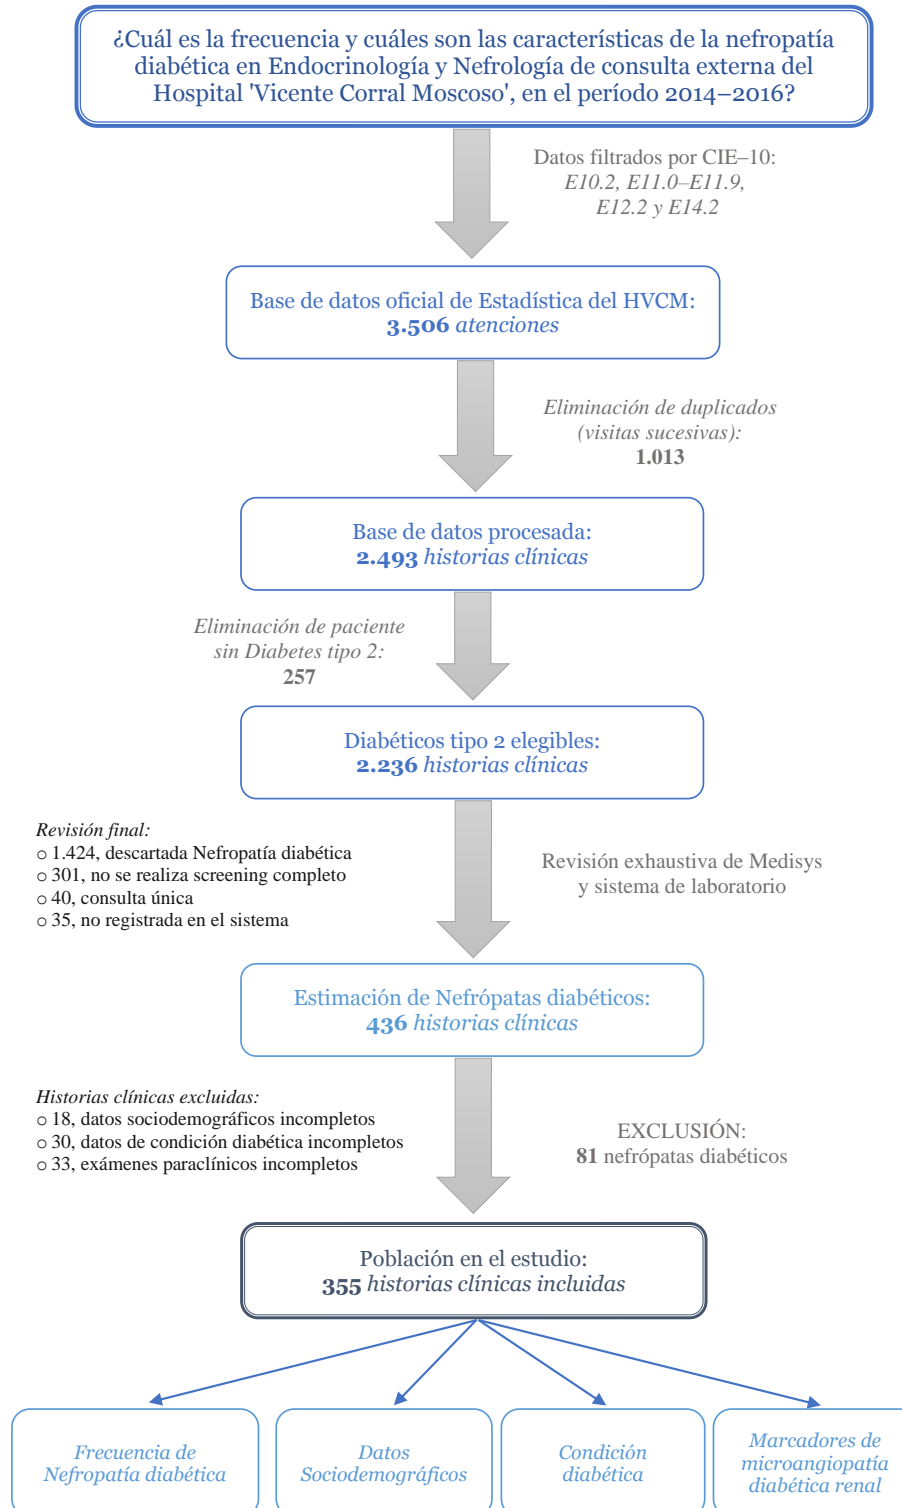 ¿Cuál es la frecuencia y cuáles son las características de la nefropatía
diabética en Endocrinología y Nefrología de consulta externa del
Hospital 'Vicente Corral Moscoso', en el período 2014–2016?
Datos filtrados por CIE–10:
E10.2, E11.0–E11.9,
E12.2 y E14.2
Base de datos oficial de Estadística del HVCM:
3.506 atenciones
Eliminación de duplicados
(visitas sucesivas):
1.013
Base de datos procesada:
2.493 historias clínicas
Eliminación de paciente
sin Diabetes tipo 2:
257
Diabéticos tipo 2 elegibles:
2.236 historias clínicas
Revisión final:
○ 1.424, descartada Nefropatía diabética
○ 301, no se realiza screening completo
○ 40, consulta única
○ 35, no registrada en el sistema
Revisión exhaustiva de Medisys
y sistema de laboratorio
Estimación de Nefrópatas diabéticos:
436 historias clínicas
Historias clínicas excluidas:
○ 18, datos sociodemográficos incompletos
○ 30, datos de condición diabética incompletos
○ 33, exámenes paraclínicos incompletos
EXCLUSIÓN:
81 nefrópatas diabéticos
Población en el estudio:
355 historias clínicas incluidas
Frecuencia de
Nefropatía diabética
Datos
Sociodemográficos
Condición
diabética
Marcadores de
microangiopatía
diabética renal